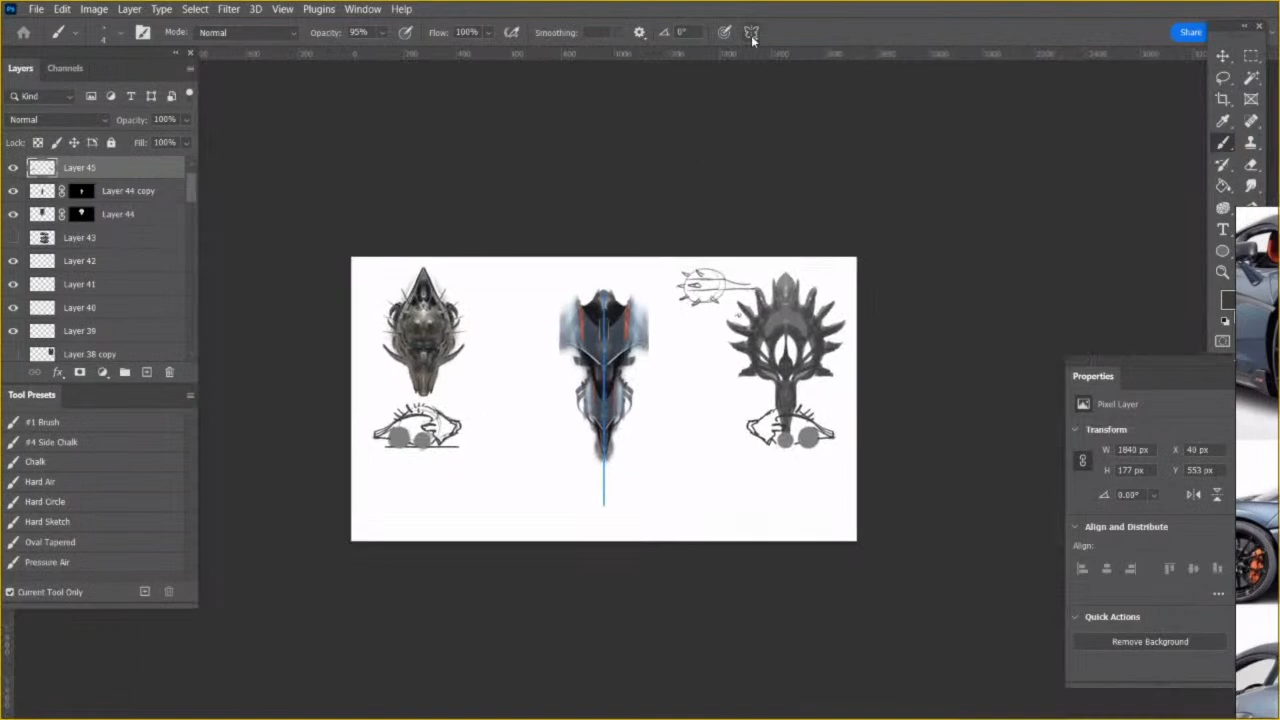 Ps File Edit Image Layer Type Select Filter 3D View Plugins Window Help
4 Mode: Normal Opacity: 95% Flow: 100% Smoothing: 0° Share
Layers Channels
Kind
Normal Opacity: 100%
Lock: Fill: 100%
Layer 45
Layer 44 copy
Layer 44
Layer 43
Layer 42
Layer 41
Layer 40
Layer 39
Layer 38 copy
fx
Tool Presets
#1 Brush
#4 Side Chalk
Chalk
Hard Air
Hard Circle
Hard Sketch
Oval Tapered
Pressure Air
Current Tool Only
Properties
Pixel Layer
Transform
W 1840 px X 40 px
H 177 px Y 553 px
0.00°
Align and Distribute
Align:
Quick Actions
Remove Background